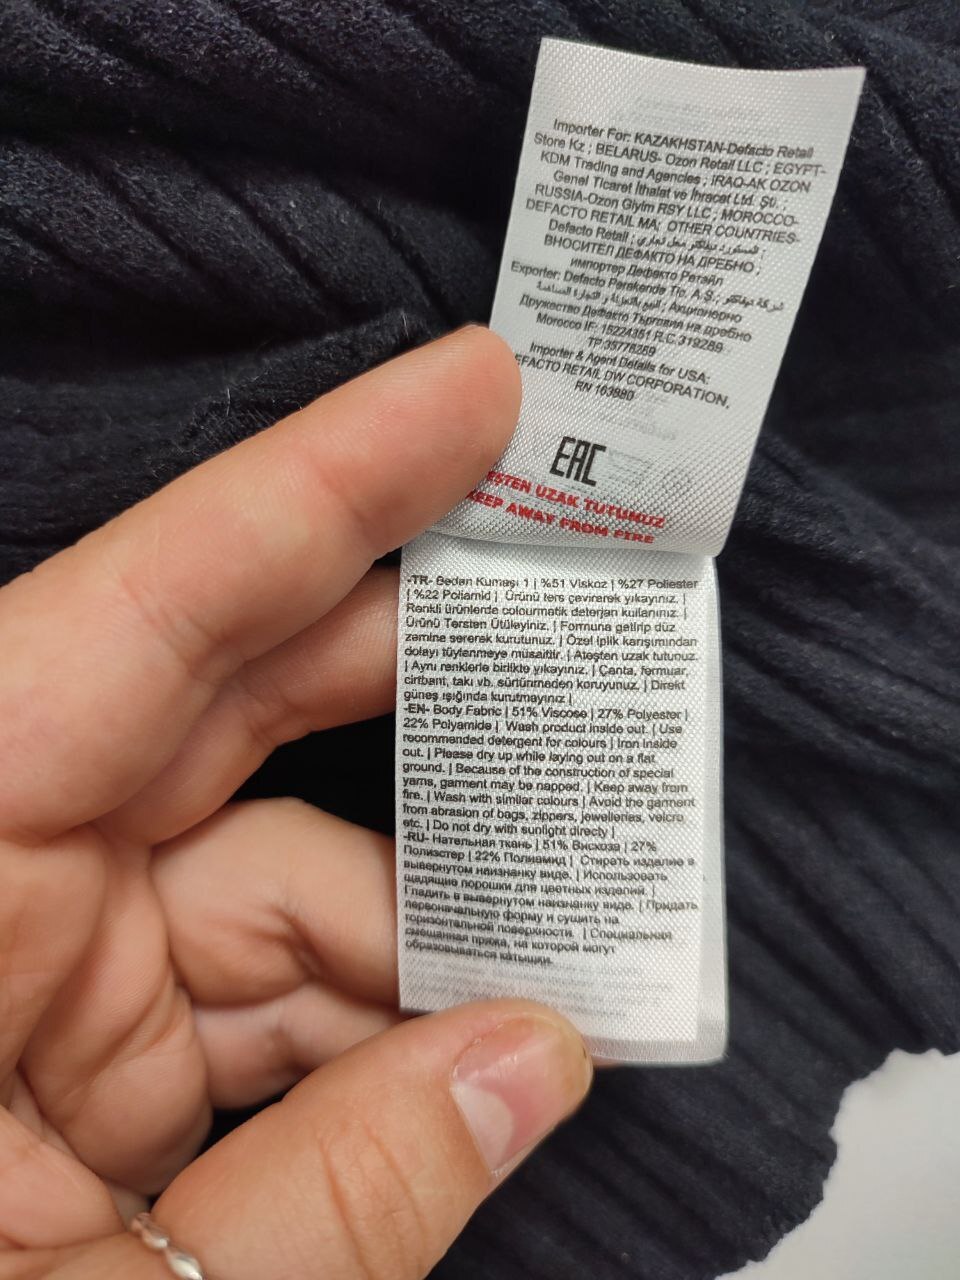 Importer For: KAZAKHSTAN-Defacto Retail
Store Kz ; BELARUS- Ozon Retail LLC ; EGYPT-
KDM Trading and Agencies ; IRAQ-AK OZON
Genel Ticaret İthalat ve İhracat Ltd. Şti. ;
RUSSIA-Ozon Giyim RSY LLC ; MOROCCO-
DEFACTO RETAIL MA; OTHER COUNTRIES-
Defacto Retail ;
ВНОСИТЕЛ ДЕФАКТО НА ДРЕБНО ;
импортер Дефакто Ритэйл
Exporter: Defacto Perakende Tic. A.Ş.;
Акционерно
Дружество Дефакто Търговия на дребно
Morocco IF: 15224351 R.C.319289
TP:35778289
Importer & Agent Details for USA:
EFACTO RETAIL DW CORPORATION,
RN 163880
EAC
EŞTEN UZAK TUTUNUZ
KEEP AWAY FROM FIRE
-TR- Beden Kumaşı 1 | %51 Viskoz | %27 Poliester
| %22 Poliamid | Ürünü ters çevirerek yıkayınız. |
Renkli ürünlerde colourmatik deterjan kullanınız. |
Ürünü Tersten Ütüleyiniz. | Formuna getirip düz
zemine sererek kurutunuz. | Özel iplik karışımından
dolayı tüylenmeye müsaittir. | Ateşten uzak tutunuz.
| Aynı renklerle birlikte yıkayınız. | Çanta, fermuar,
cırtbant, takı vb. sürtünmeden koruyunuz. | Direkt
güneş ışığında kurutmayınız |
-EN- Body Fabric | 51% Viscose | 27% Polyester |
22% Polyamide | Wash product inside out. | Use
recommended detergent for colours | Iron inside
out. | Please dry up while laying out on a flat
ground. | Because of the construction of special
yarns, garment may be napped. | Keep away from
fire. | Wash with similar colours | Avoid the garment
from abrasion of bags, zippers, jewelleries, velcro
etc. | Do not dry with sunlight directly |
-RU- Нательная ткань | 51% Вискоза | 27%
Полиэстер | 22% Полиамид | Стирать изделие в
вывернутом наизнанку виде. | Использовать
щадящие порошки для цветных изделий. |
Гладить в вывернутом наизнанку виде. | Придать
первоначальную форму и сушить на
горизонтальной поверхности. | Специальная
смешанная пряжа, на которой могут
образовываться катышки.